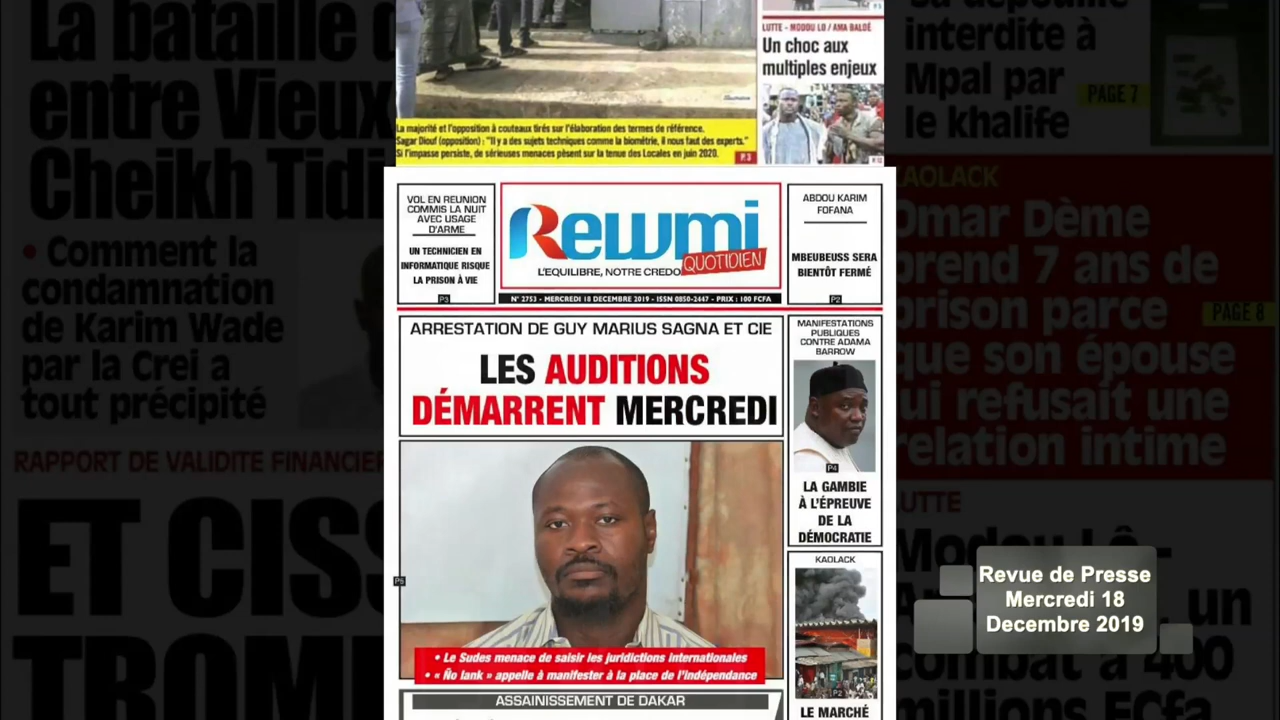 La bataille
entre Vieux
Cheikh Tidi
• Comment la
condamnation
de Karim Wade
par la Crei a
tout précipité
RAPPORT DE VALIDITE FINANCIER
ET CISS
TROM
La majorité et l'opposition à couteaux tirés sur l'élaboration des termes de référence.
Sagar Diouf (opposition) : "Il y a des sujets techniques comme la biométrie, il nous faut des experts."
Si l'impasse persiste, de sérieuses menaces pèsent sur la tenue des Locales en juin 2020.
P.3
LUTTE - MODOU LO / AMA BALDÉ
Un choc aux
multiples enjeux
VOL EN REUNION
COMMIS LA NUIT
AVEC USAGE
D'ARME
UN TECHNICIEN EN
INFORMATIQUE RISQUE
LA PRISON À VIE
P3
Rewmi
QUOTIDIEN
L'EQUILIBRE, NOTRE CREDO
N° 2753 - MERCREDI 18 DECEMBRE 2019 - ISSN 0850-2447 - PRIX : 100 FCFA
ABDOU KARIM
FOFANA
MBEUBEUSS SERA
BIENTÔT FERMÉ
P2
ARRESTATION DE GUY MARIUS SAGNA ET CIE
LES AUDITIONS
DÉMARRENT MERCREDI
P5
• Le Sudes menace de saisir les juridictions internationales
• « Ño lank » appelle à manifester à la place de l'indépendance
ASSAINISSEMENT DE DAKAR
MANIFESTATIONS
PUBLIQUES
CONTRE ADAMA
BARROW
P4
LA GAMBIE
À L'ÉPREUVE
DE LA
DÉMOCRATIE
KAOLACK
P2
LE MARCHÉ
sa dépouille
interdite à
Mpal par
le khalife
PAGE 7
KAOLACK
omar Dème
rend 7 ans de
prison parce
PAGE 8
que son épouse
ui refusait une
relation intime
LUTTE
Modou Lô -
un
combat à 400
millions FCfa
Revue de Presse
Mercredi 18
Decembre 2019